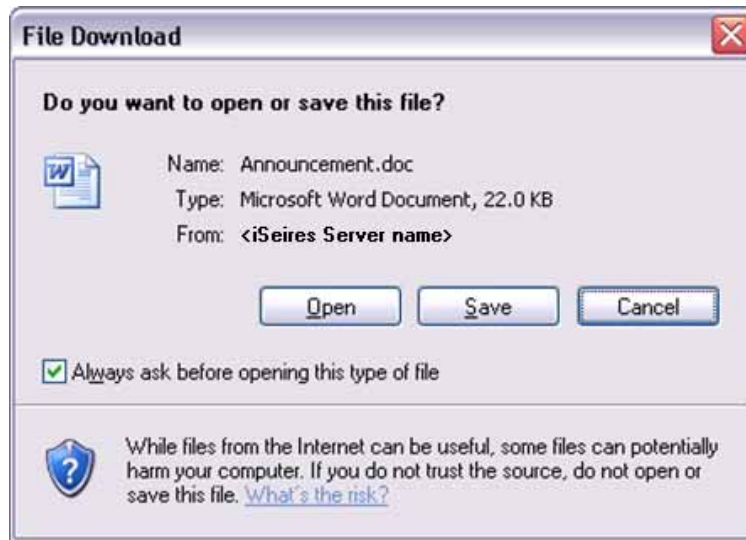 File Download
Do you want to open or save this file?
Name: Announcement.doc
Type: Microsoft Word Document, 22.0 KB
From: <iSeires Server name>
Open Save Cancel
Always ask before opening this type of file
While files from the Internet can be useful, some files can potentially
harm your computer. If you do not trust the source, do not open or
save this file. What's the risk?